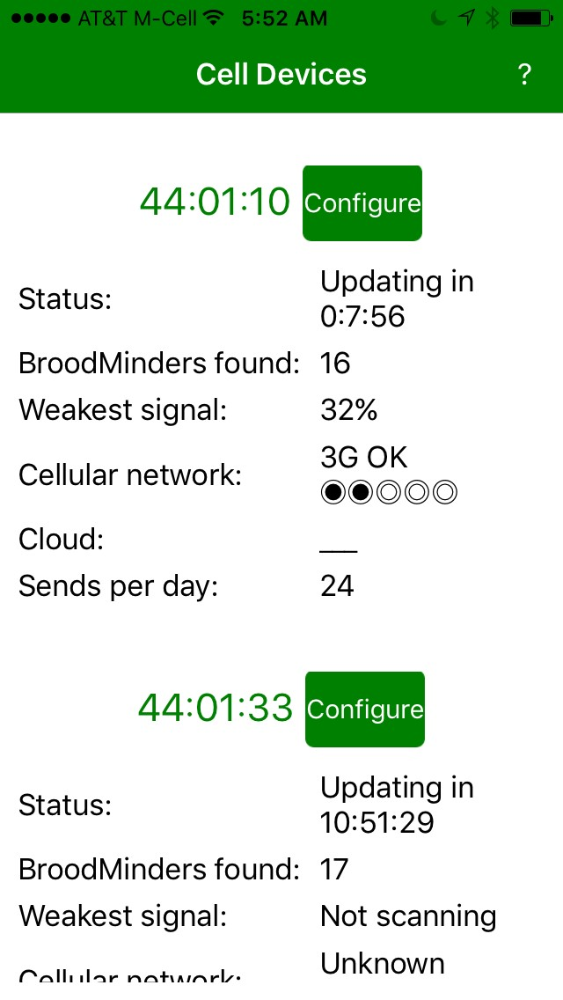 AT&T M-Cell 5:52 AM
Cell Devices ?
44:01:10 Configure
Status: Updating in 0:7:56
BroodMinders found: 16
Weakest signal: 32%
Cellular network: 3G OK
Cloud: ___
Sends per day: 24
44:01:33 Configure
Status: Updating in 10:51:29
BroodMinders found: 17
Weakest signal: Not scanning
Cellular network: Unknown